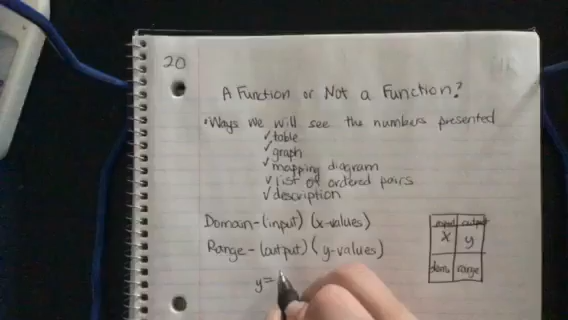 20
A Function or Not a Function?
•Ways we will see the numbers presented
✓table
✓graph
✓mapping diagram
✓list of ordered pairs
✓description
Domain-(input) (x-values)
Range-(output) (y-values)
input output
x y
doma range
y=